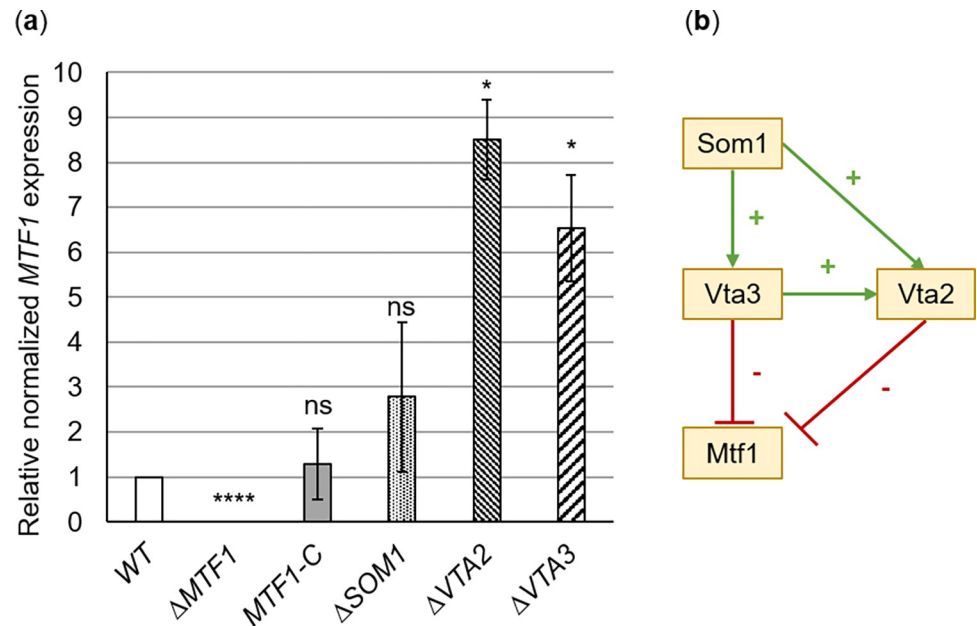 (a)
Relative normalized MTF1 expression
10
9
8
7
6
5
4
3
2
1
0
****
ns
ns
*
*
WT
ΔMTF1
MTF1-C
ΔSOM1
ΔVTA2
ΔVTA3
(b)
Som1
+
+
+
Vta3
Vta2
-
-
Mtf1